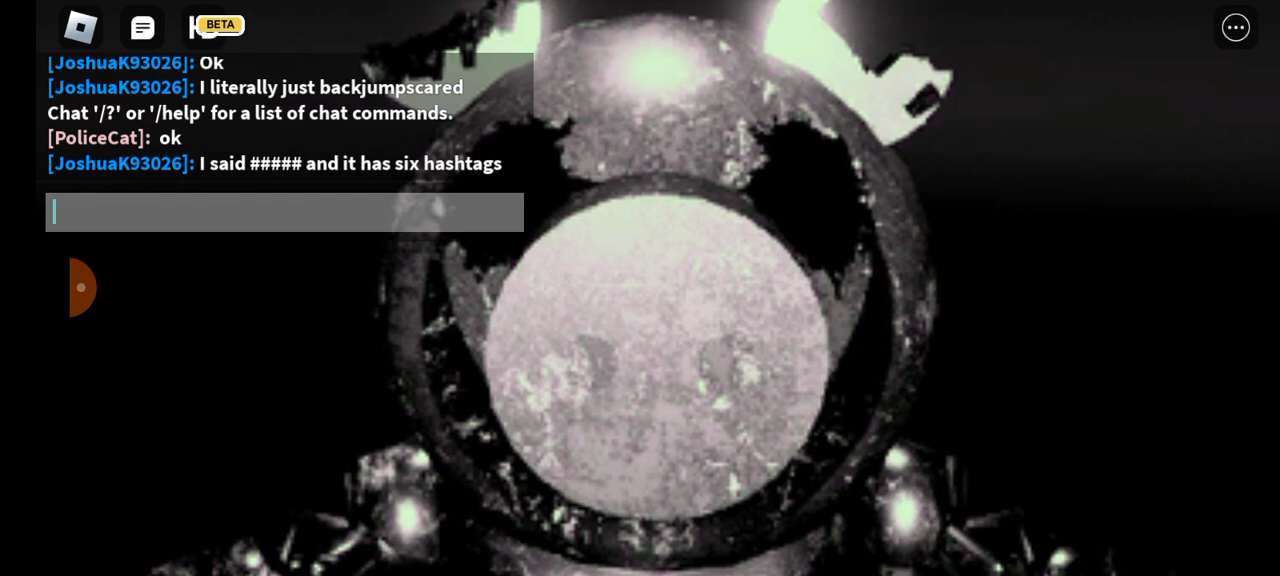 BETA
[JoshuaK93026]: Ok
[JoshuaK93026]: I literally just backjumpscared
Chat '/?' or '/help' for a list of chat commands.
[PoliceCat]: ok
[JoshuaK93026]: I said ##### and it has six hashtags